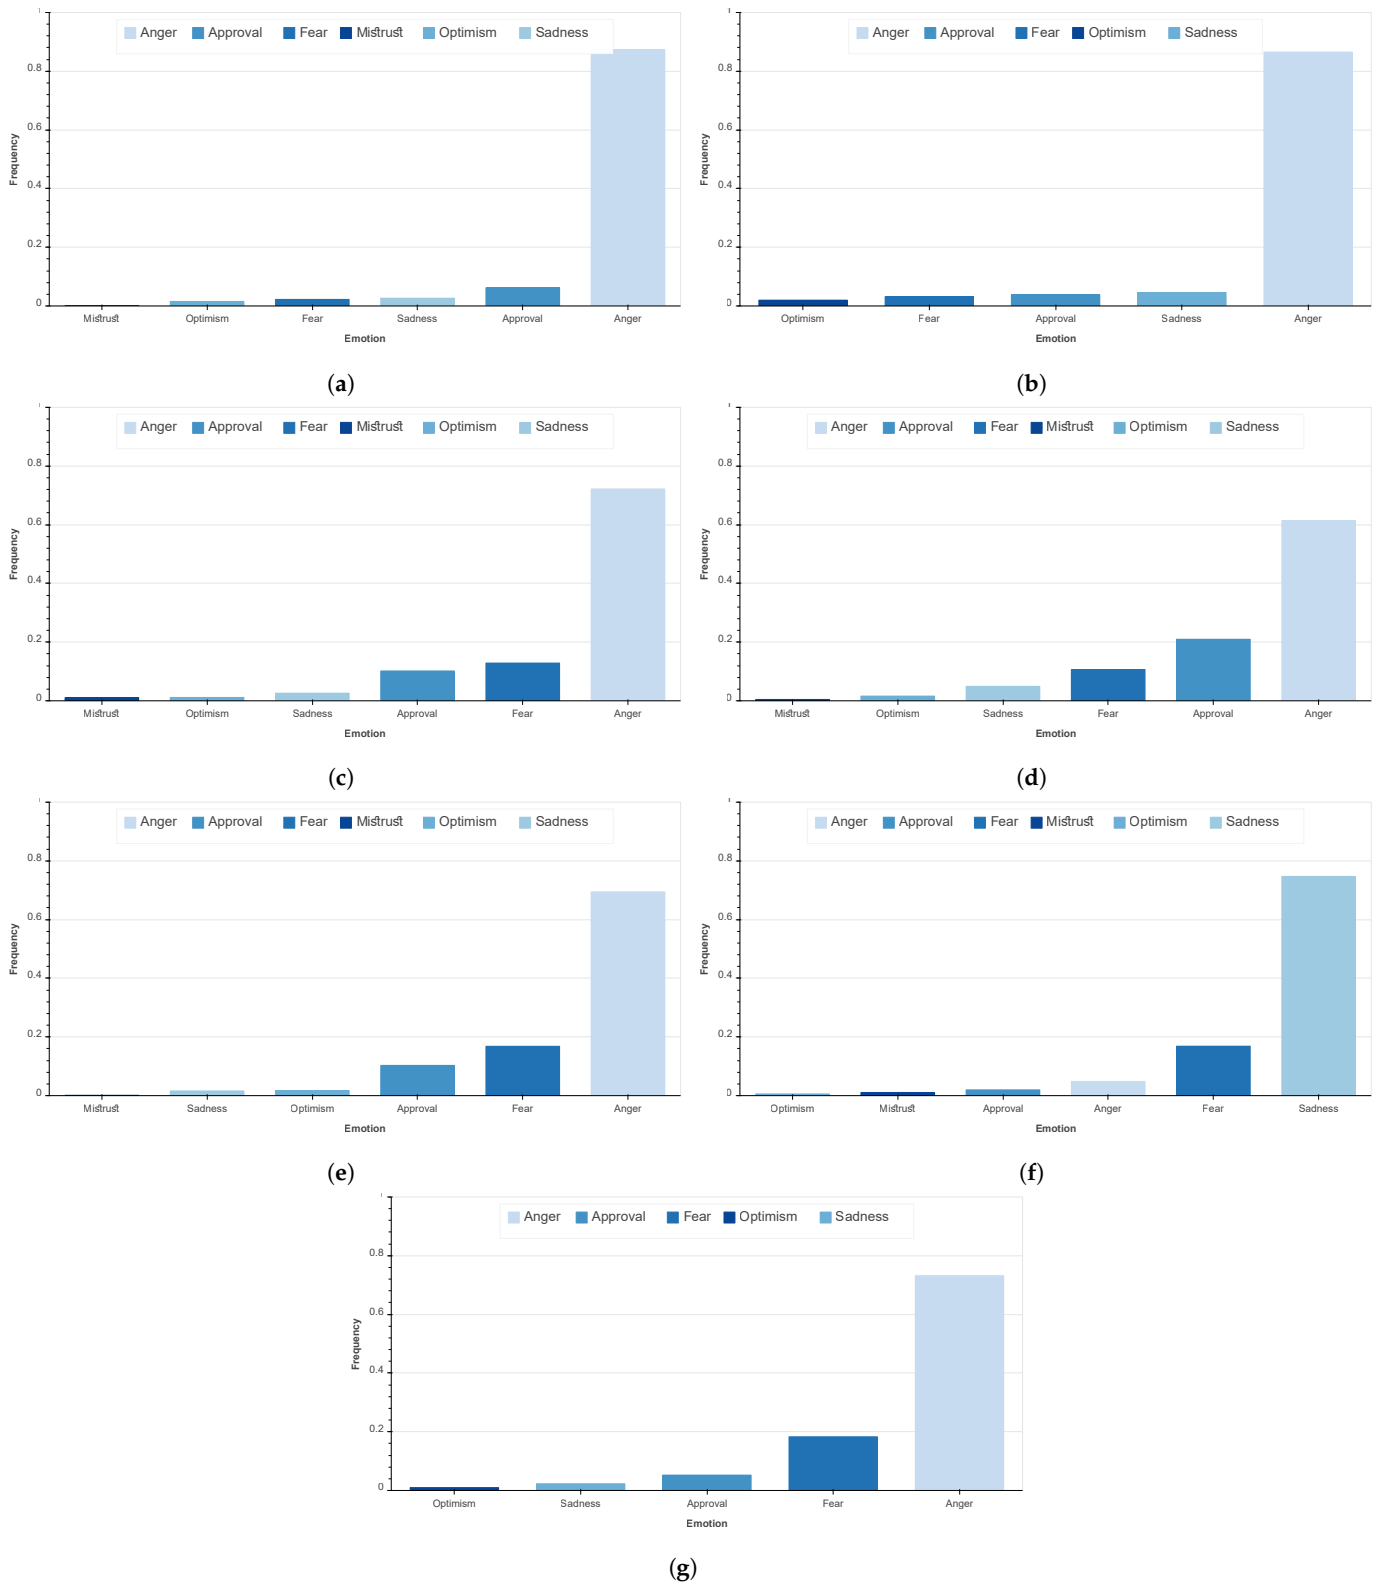 Anger Approval Fear Mistrust Optimism Sadness
Frequency
0.8
0.6
0.4
0.2
0
Mistrust Optimism Fear Sadness Approval Anger
Emotion
(a)
Anger Approval Fear Optimism Sadness
Frequency
0.8
0.6
0.4
0.2
0
Optimism Fear Approval Sadness Anger
Emotion
(b)
Anger Approval Fear Mistrust Optimism Sadness
Frequency
0.8
0.6
0.4
0.2
0
Mistrust Optimism Sadness Approval Fear Anger
Emotion
(c)
Anger Approval Fear Mistrust Optimism Sadness
Frequency
0.8
0.6
0.4
0.2
0
Mistrust Optimism Sadness Fear Approval Anger
Emotion
(d)
Anger Approval Fear Mistrust Optimism Sadness
Frequency
0.8
0.6
0.4
0.2
0
Mistrust Sadness Optimism Approval Fear Anger
Emotion
(e)
Anger Approval Fear Mistrust Optimism Sadness
Frequency
0.8
0.6
0.4
0.2
0
Optimism Mistrust Approval Anger Fear Sadness
Emotion
(f)
Anger Approval Fear Optimism Sadness
Frequency
0.8
0.6
0.4
0.2
0
Optimism Sadness Approval Fear Anger
Emotion
(g)